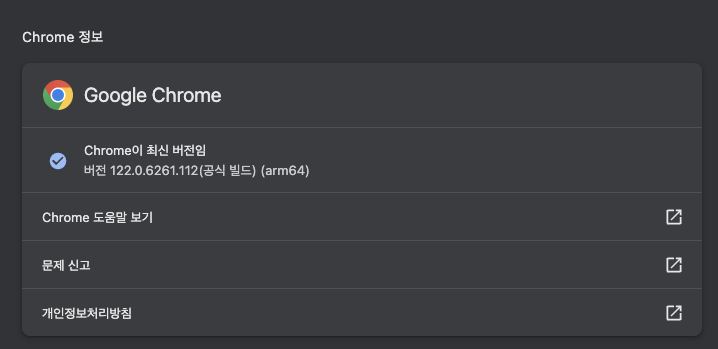 Chrome 정보
Google Chrome
Chrome이 최신 버전임
버전 122.0.6261.112(공식 빌드) (arm64)
Chrome 도움말 보기
문제 신고
개인정보처리방침